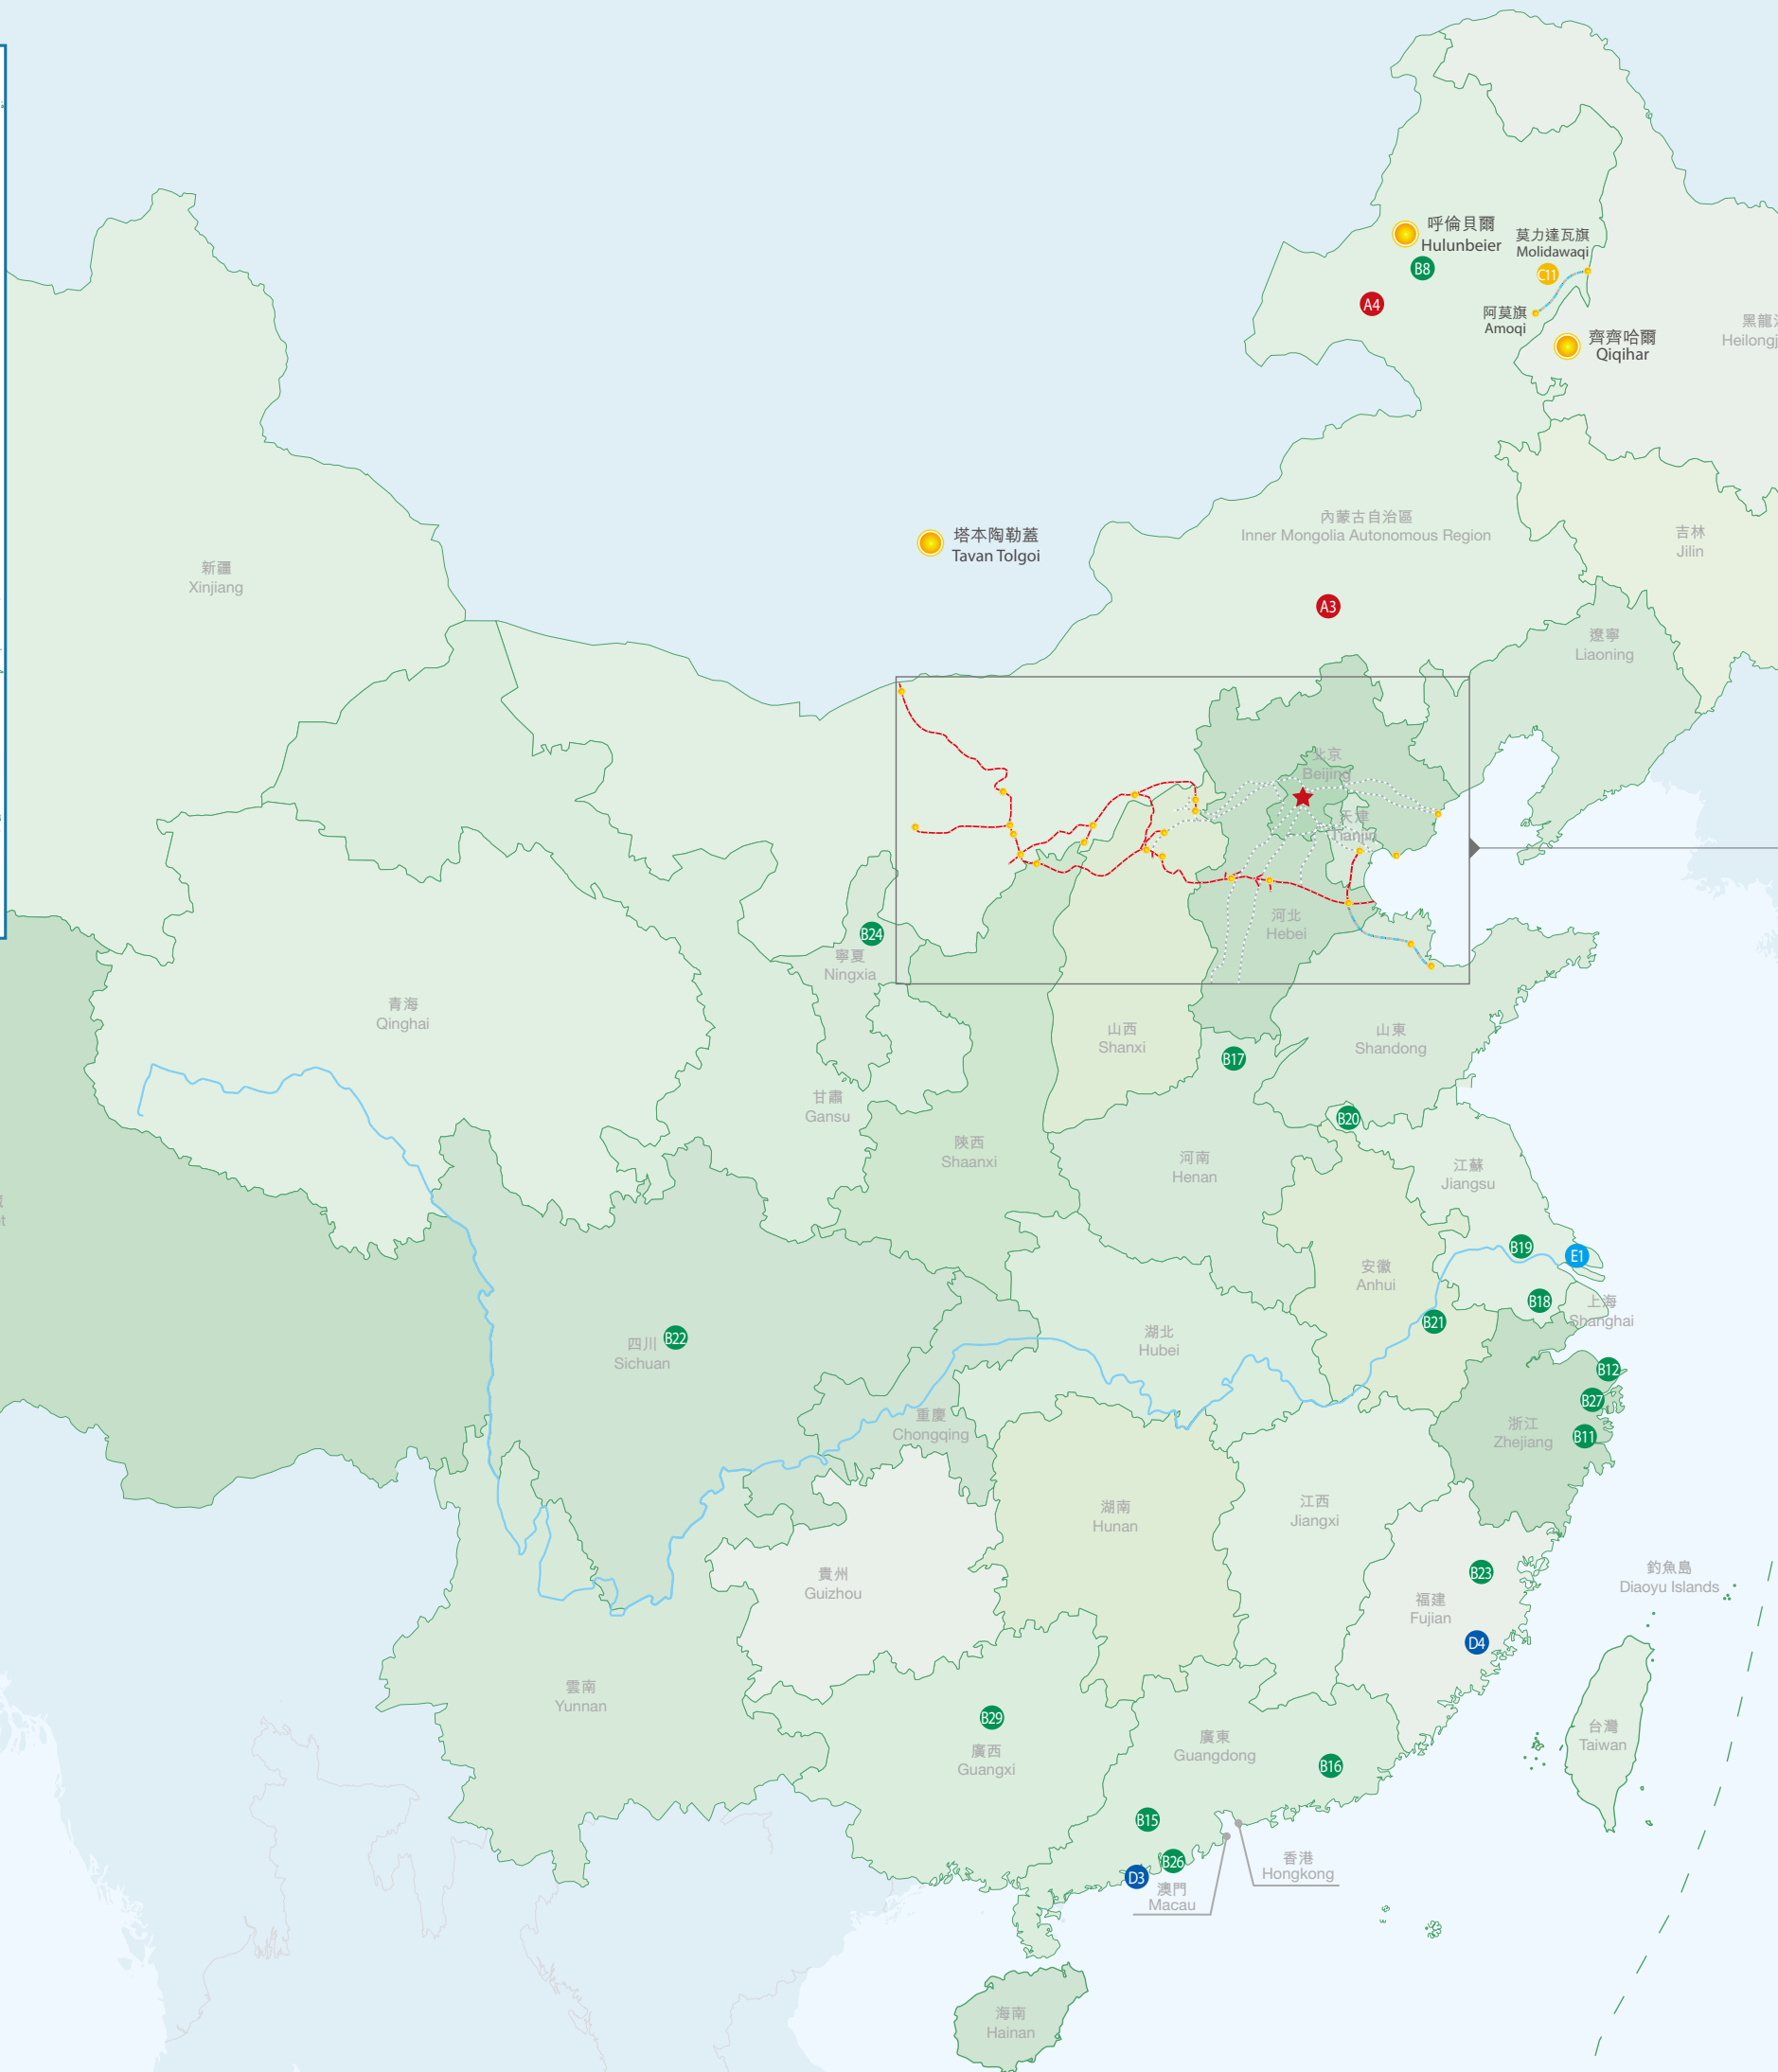 呼倫貝爾
Hulunbeier
莫力達瓦旗
Molidawaqi
B8
C11
A4
阿莫旗
Amoqi
齊齊哈爾
Qiqihar
內蒙古自治區
Inner Mongolia Autonomous Region
吉林
Jilin
塔本陶勒蓋
Tavan Tolgoi
新疆
Xinjiang
A3
遼寧
Liaoning
北京
Beijing
天津
Tianjin
河北
Hebei
B24
寧夏
Ningxia
青海
Qinghai
山西
Shanxi
山東
Shandong
B17
甘肅
Gansu
B20
陝西
Shaanxi
河南
Henan
江蘇
Jiangsu
B19
E1
安徽
Anhui
B18
上海
Shanghai
B21
湖北
Hubei
四川
Sichuan
B22
B12
B27
重慶
Chongqing
浙江
Zhejiang
B11
湖南
Hunan
江西
Jiangxi
貴州
Guizhou
B23
福建
Fujian
釣魚島
Diaoyu Islands
D4
雲南
Yunnan
B29
廣西
Guangxi
廣東
Guangdong
B16
台灣
Taiwan
B15
B26
D3
香港
Hongkong
澳門
Macau
海南
Hainan